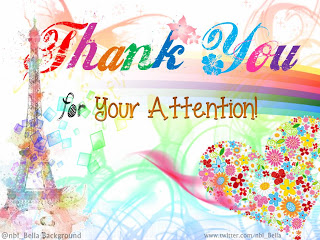 Thank You
for Your Attention!
@nbl_Bella Background
www.twitter.com/nbl_Bella